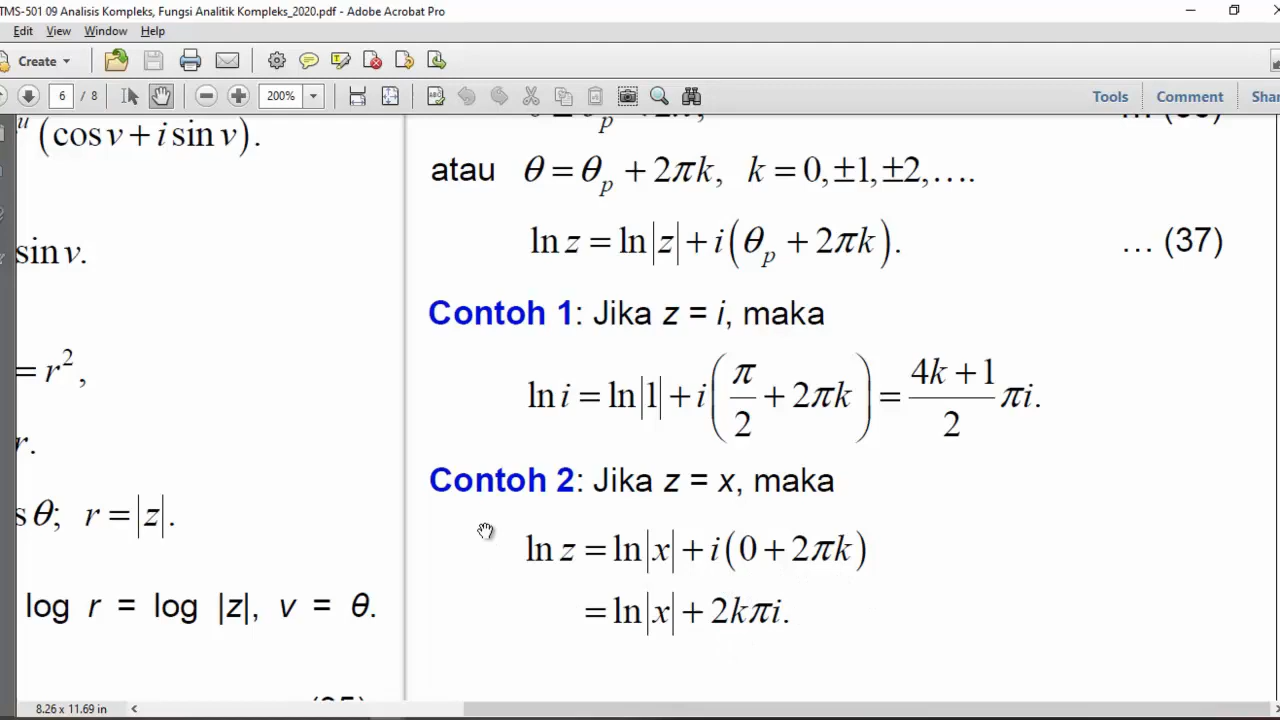 TMS-501 09 Analisis Kompleks, Fungsi Analitik Kompleks_2020.pdf - Adobe Acrobat Pro
Edit View Window Help
Create
6 / 8 200% Tools Comment
u (cos v + i sin v).
sin v.
= r²,
r.
s θ; r = |z|.
log r = log |z|, v = θ.
atau θ = θp + 2πk, k = 0, ±1, ±2, ….
ln z = ln|z| + i(θp + 2πk). … (37)
Contoh 1: Jika z = i, maka
ln i = ln|1| + i(π/2 + 2πk) = (4k + 1)/2 πi.
Contoh 2: Jika z = x, maka
ln z = ln|x| + i(0 + 2πk)
= ln|x| + 2kπi.
8.26 x 11.69 in